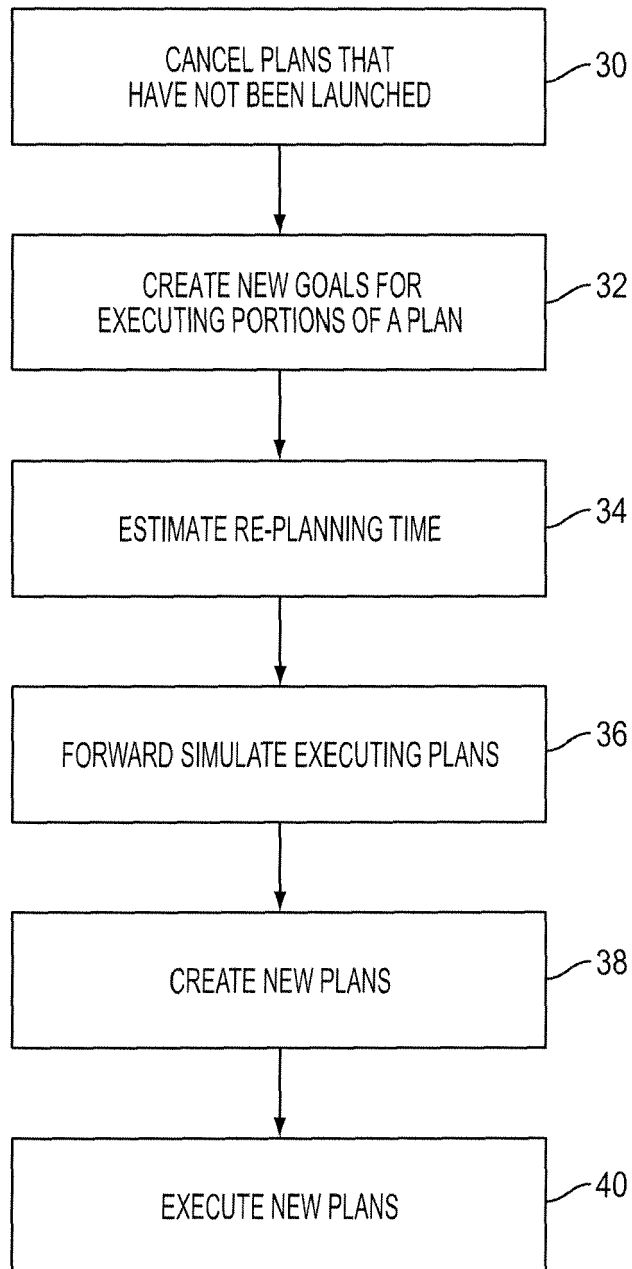 CANCEL PLANS THAT
HAVE NOT BEEN LAUNCHED
30
CREATE NEW GOALS FOR
EXECUTING PORTIONS OF A PLAN
32
ESTIMATE RE-PLANNING TIME
34
FORWARD SIMULATE EXECUTING PLANS
36
CREATE NEW PLANS
38
EXECUTE NEW PLANS
40